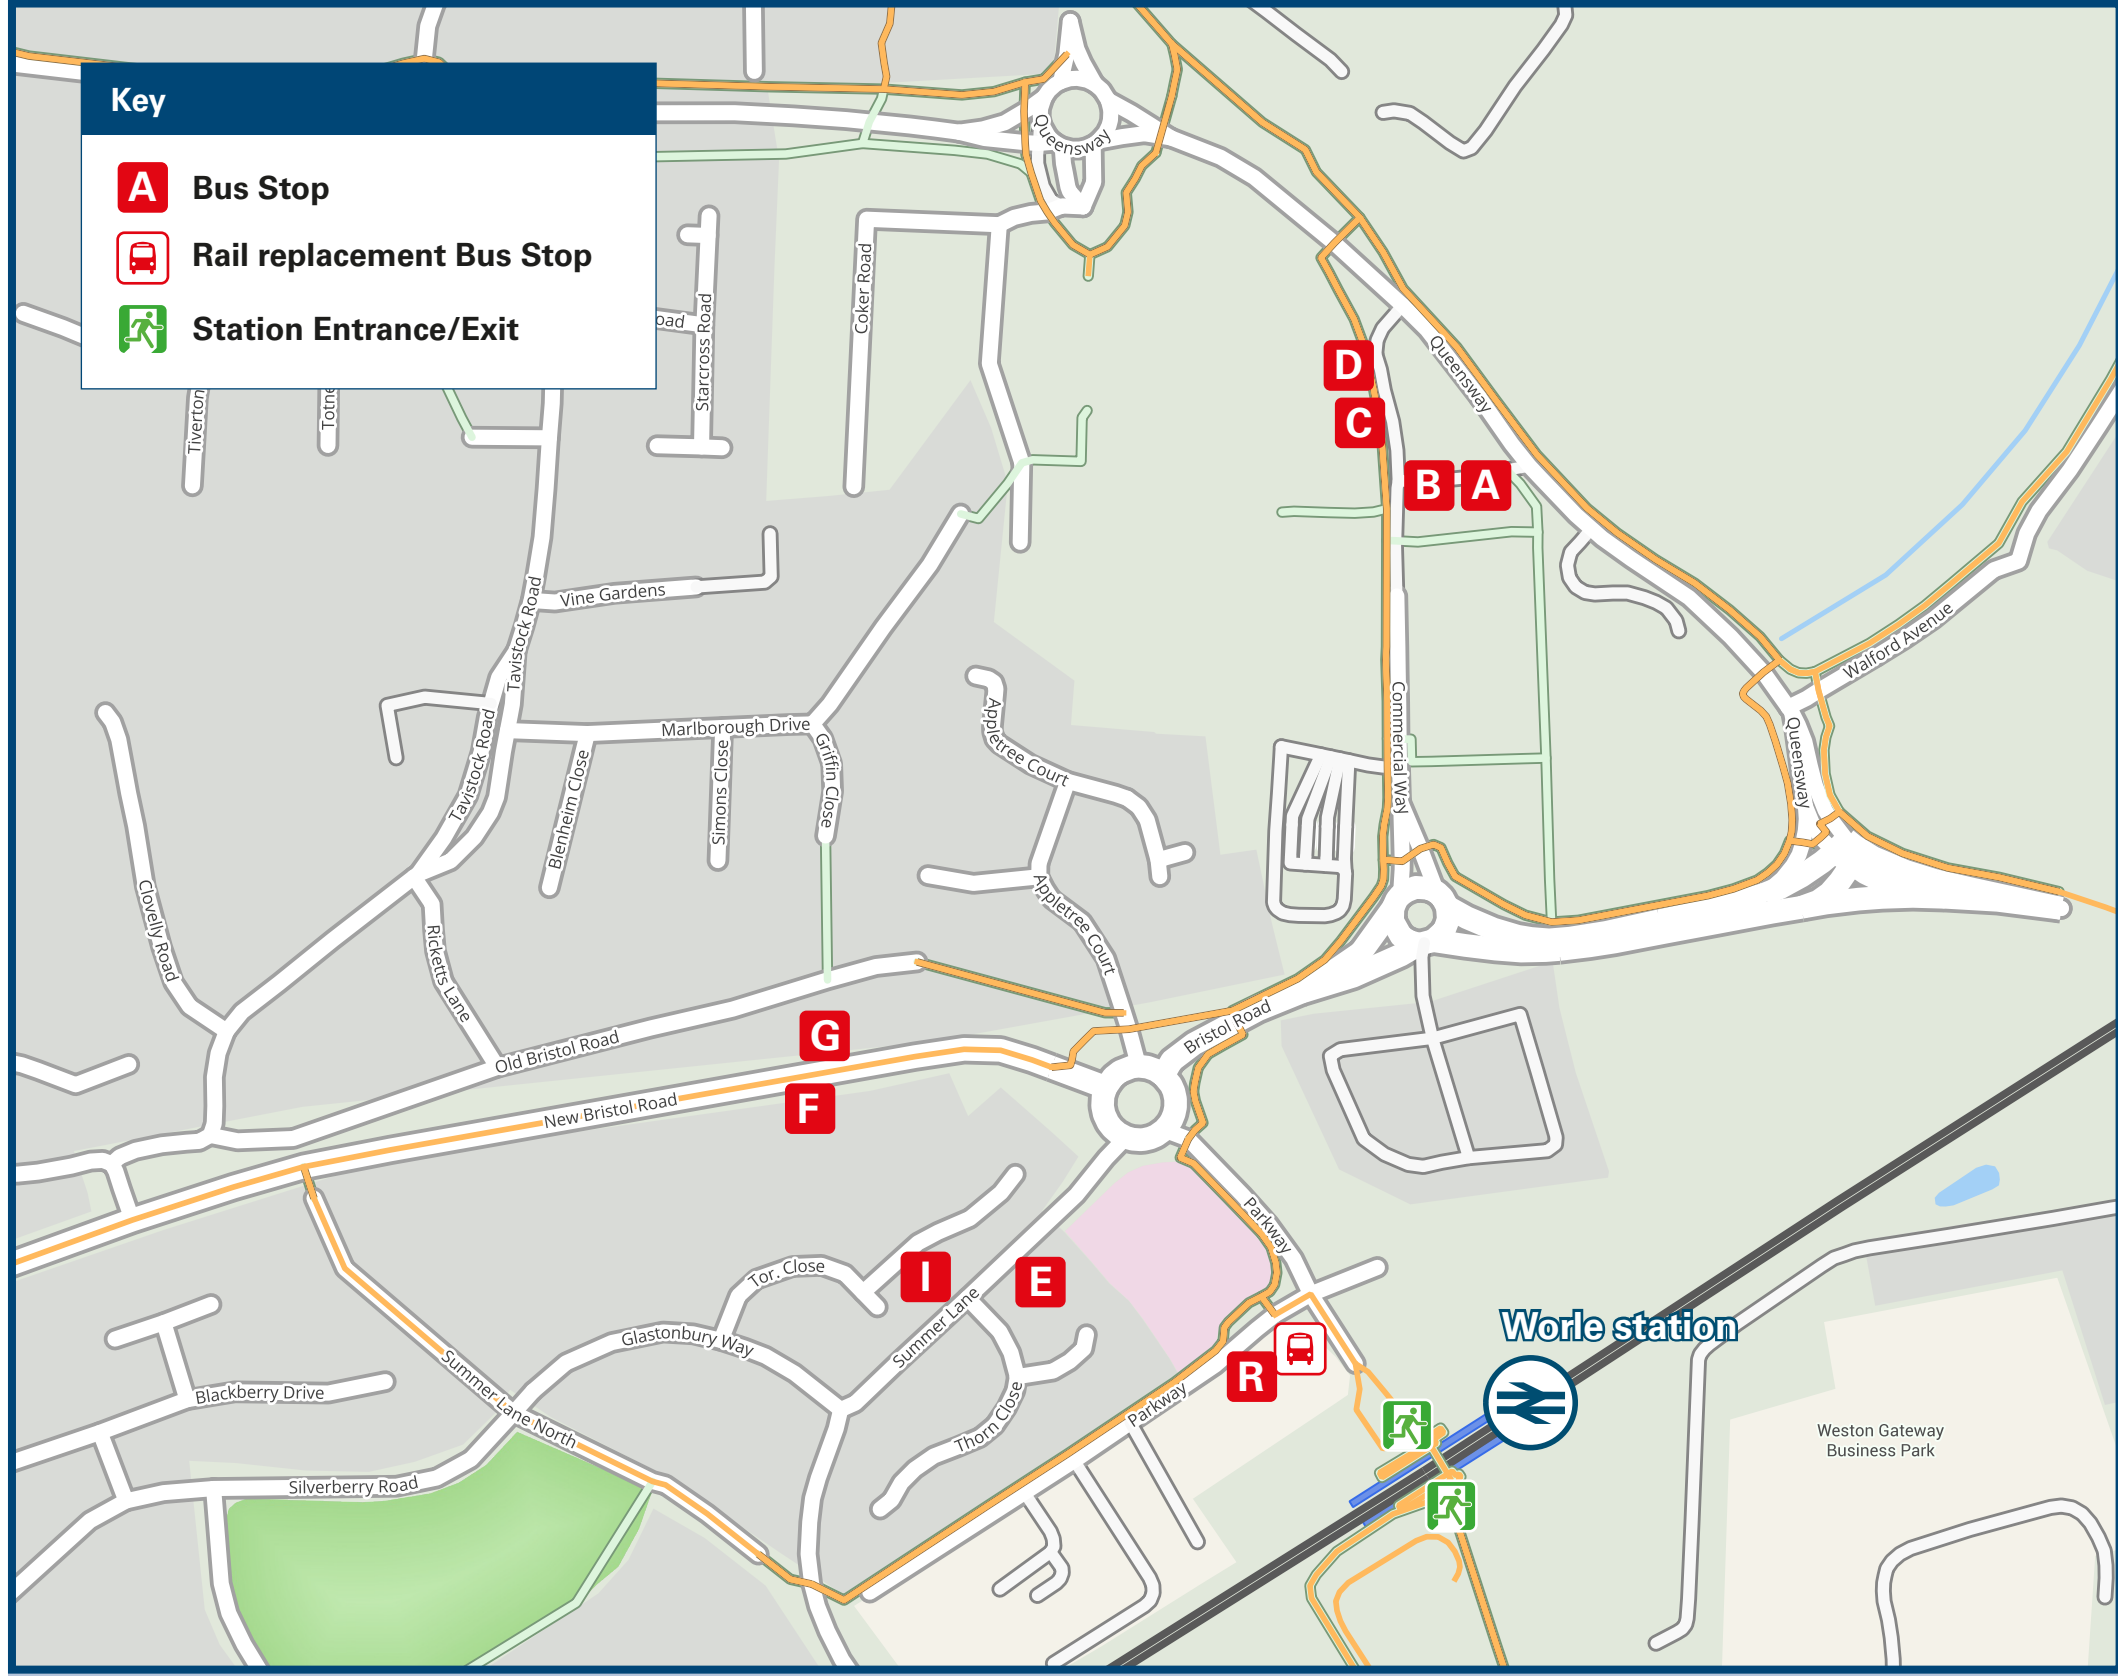 Key
A Bus Stop
Rail replacement Bus Stop
Station Entrance/Exit
Queensway
Coker Road
Starcross Road
oad
Tiverton
Totne
D
C
B A
Queensway
Vine Gardens
Tavistock Road
Walford Avenue
Marlborough Drive
Tavistock Road
Appletree Court
Commercial Way
Queensway
Blenheim Close
Simons Close
Griffin Close
Clovelly Road
Ricketts Lane
Appletree Court
Old Bristol Road
G
Bristol Road
New Bristol Road
F
Parkway
I
E
Tor. Close
Glastonbury Way
Summer Lane
Worle station
R
Blackberry Drive
Summer Lane North
Thorn Close
Parkway
Weston Gateway
Business Park
Silverberry Road